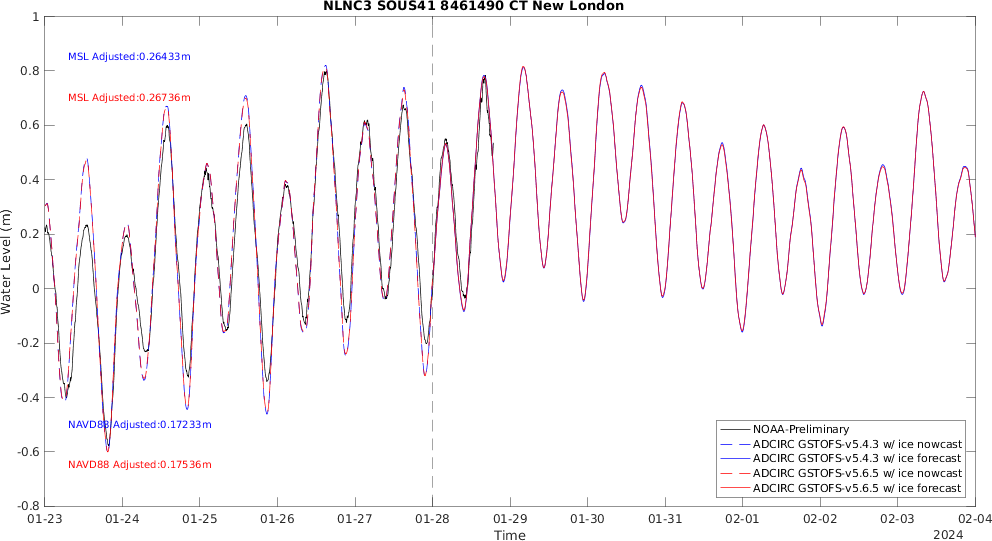 NLNC3 SOUS41 8461490 CT New London
1
0.8
0.6
0.4
0.2
0
-0.2
-0.4
-0.6
-0.8
Water Level (m)
MSL Adjusted:0.26433m
MSL Adjusted:0.26736m
NAVD88 Adjusted:0.17233m
NAVD88 Adjusted:0.17536m
NOAA-Preliminary
ADCIRC GSTOFS-v5.4.3 w/ ice nowcast
ADCIRC GSTOFS-v5.4.3 w/ ice forecast
ADCIRC GSTOFS-v5.6.5 w/ ice nowcast
ADCIRC GSTOFS-v5.6.5 w/ ice forecast
01-23 01-24 01-25 01-26 01-27 01-28 01-29 01-30 01-31 02-01 02-02 02-03 02-04
Time
2024